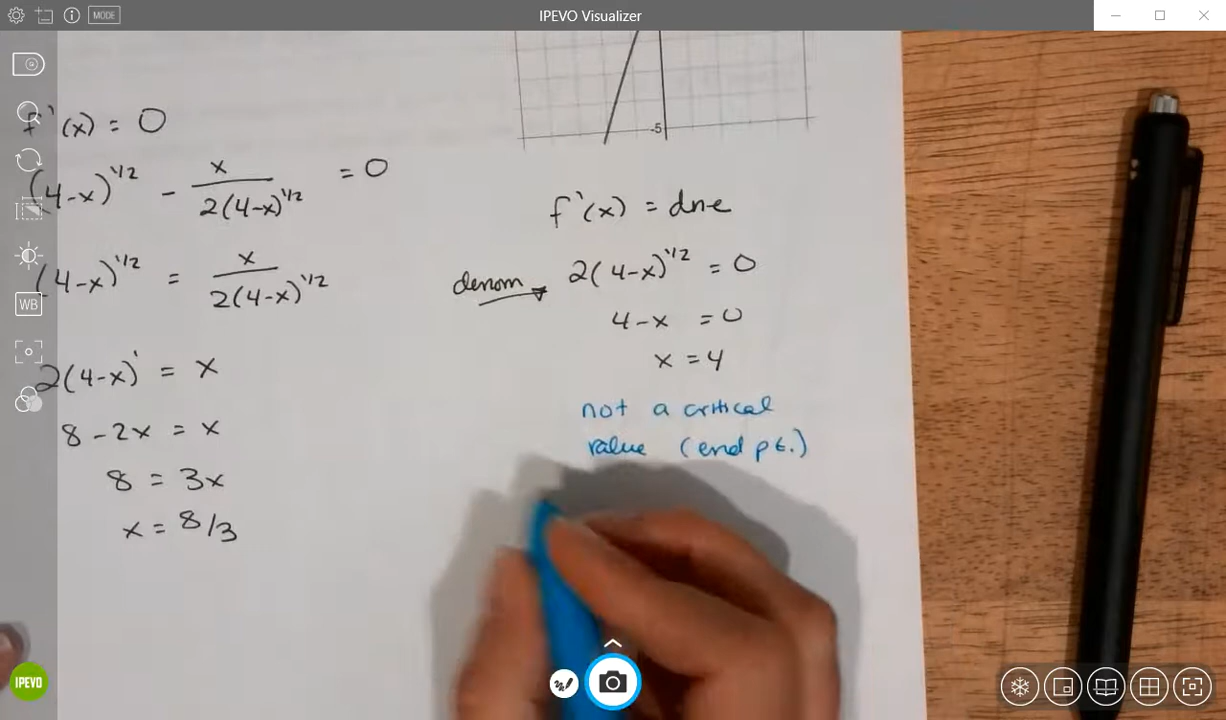 IPEVO Visualizer
MODE
-5
f'(x) = 0
(4-x)^{1/2} - x / 2(4-x)^{1/2} = 0
(4-x)^{1/2} = x / 2(4-x)^{1/2}
2(4-x)' = x
8 - 2x = x
8 = 3x
x = 8/3
f'(x) = dne
denom → 2(4-x)^{1/2} = 0
4-x = 0
x = 4
not a critical
value (end pt.)
WB
IPEVO